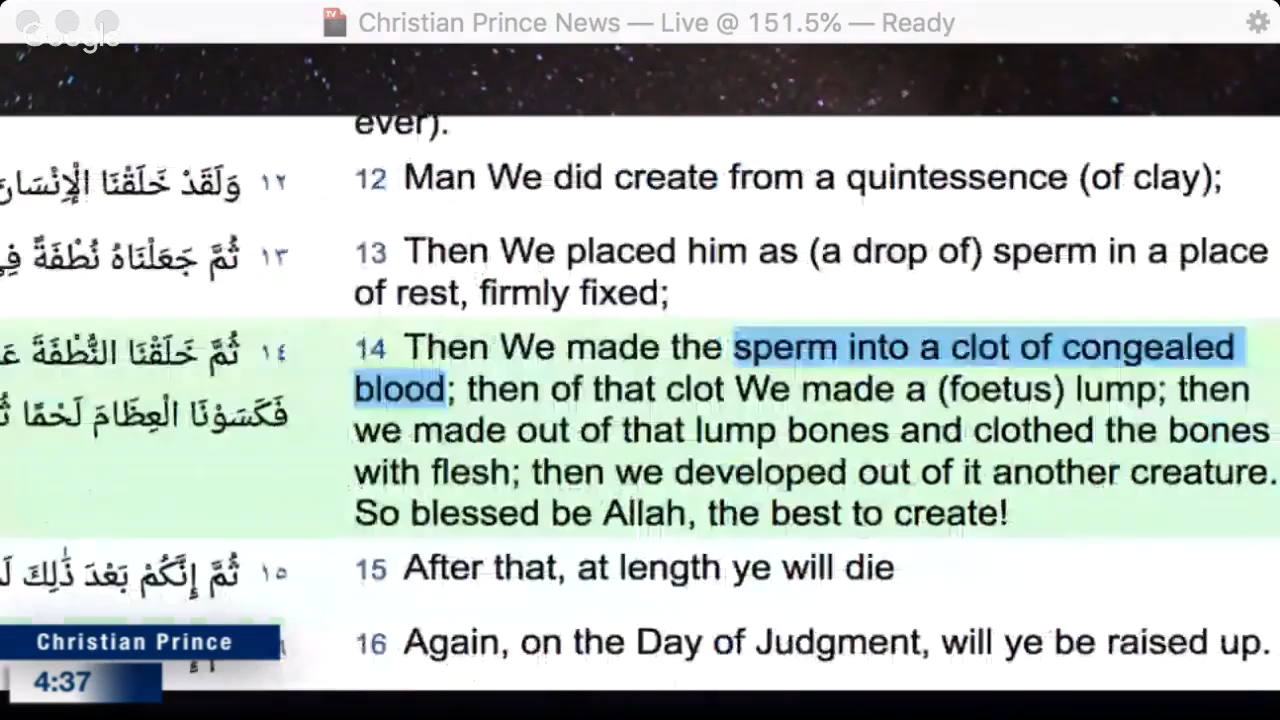 Christian Prince News — Live @ 151.5% — Ready
Google
ever).
١٢ وَلَقَدْ خَلَقْنَا الْإِنْسَانَ
12 Man We did create from a quintessence (of clay);
١٣ ثُمَّ جَعَلْنَاهُ نُطْفَةً فِي
13 Then We placed him as (a drop of) sperm in a place
of rest, firmly fixed;
١٤ ثُمَّ خَلَقْنَا النُّطْفَةَ
14 Then We made the sperm into a clot of congealed
blood; then of that clot We made a (foetus) lump; then
فَكَسَوْنَا الْعِظَامَ لَحْمًا
we made out of that lump bones and clothed the bones
with flesh; then we developed out of it another creature.
So blessed be Allah, the best to create!
١٥ ثُمَّ إِنَّكُمْ بَعْدَ ذَٰلِكَ
15 After that, at length ye will die
16 Again, on the Day of Judgment, will ye be raised up.
Christian Prince
4:37